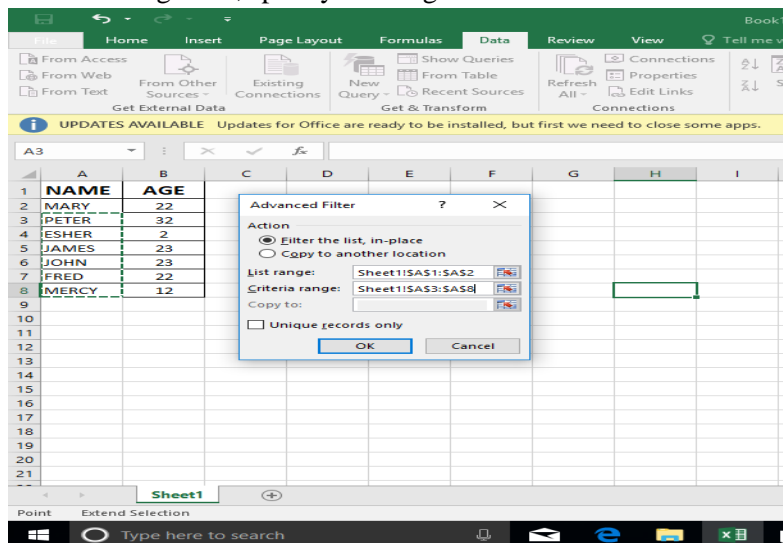 Book1
File Home Insert Page Layout Formulas Data Review View Tell me
From Access Show Queries Connections
From Web From Table Properties
From Text Recent Sources Edit Links
From Other Sources
Existing Connections
New Query
Refresh All
Get External Data Get & Transform Connections
UPDATES AVAILABLE Updates for Office are ready to be installed, but first we need to close some apps.
A3 fx
A B C D E F G H I
1 NAME AGE
2 MARY 22
3 PETER 32
4 ESHER 2
5 JAMES 23
6 JOHN 23
7 FRED 22
8 MERCY 12
9
10
11
12
13
14
15
16
17
18
19
20
21
Advanced Filter ? ×
Action
Filter the list, in-place
Copy to another location
List range: Sheet1!$A$1:$A$2
Criteria range: Sheet1!$A$3:$A$8
Copy to:
Unique records only
OK Cancel
Sheet1
Point Extend Selection
Type here to search